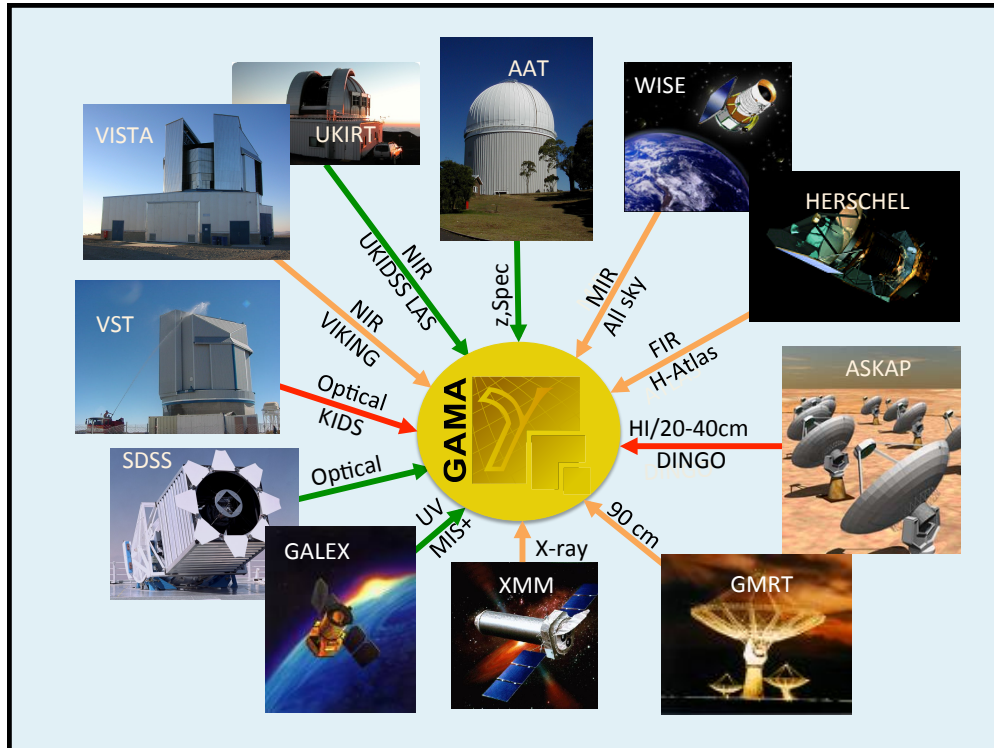 AAT
WISE
UKIRT
VISTA
HERSCHEL
NIR
UKIDSS LAS
z,Spec
MIR
All sky
NIR
VIKING
FIR
H-Atlas
VST
ASKAP
Optical
KIDS
GAMA
γ
HI/20-40cm
DINGO
SDSS
Optical
UV
MIS+
90 cm
GALEX
X-ray
XMM
GMRT